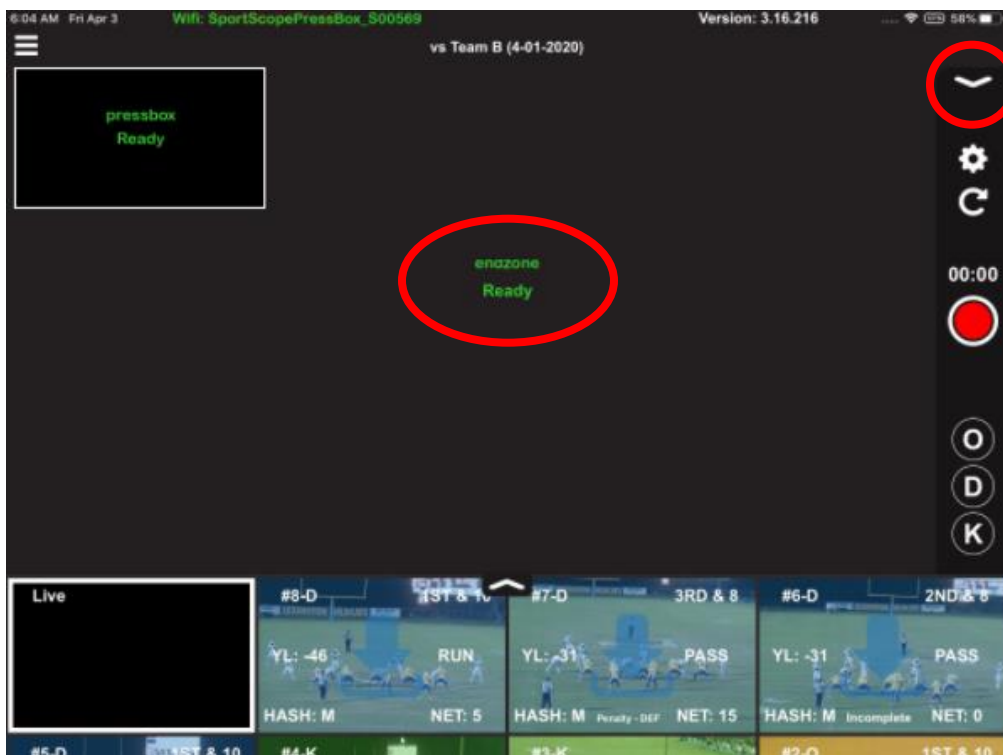 6:04 AM Fri Apr 3 Wifi: SportScopePressBox_S00569 Version: 3.16.216 58%
vs Team B (4-01-2020)
pressbox
Ready
endzone
Ready
00:00
O
D
K
Live
#8-D 1ST & 10
YL: -46 RUN
HASH: M NET: 5
#7-D 3RD & 8
YL: -31 PASS
HASH: M Penalty - DEF NET: 15
#6-D 2ND & 8
YL: -31 PASS
HASH: M Incomplete NET: 0
#5-D 1ST & 10
#4-K
#3-K
#2-O 1ST & 10